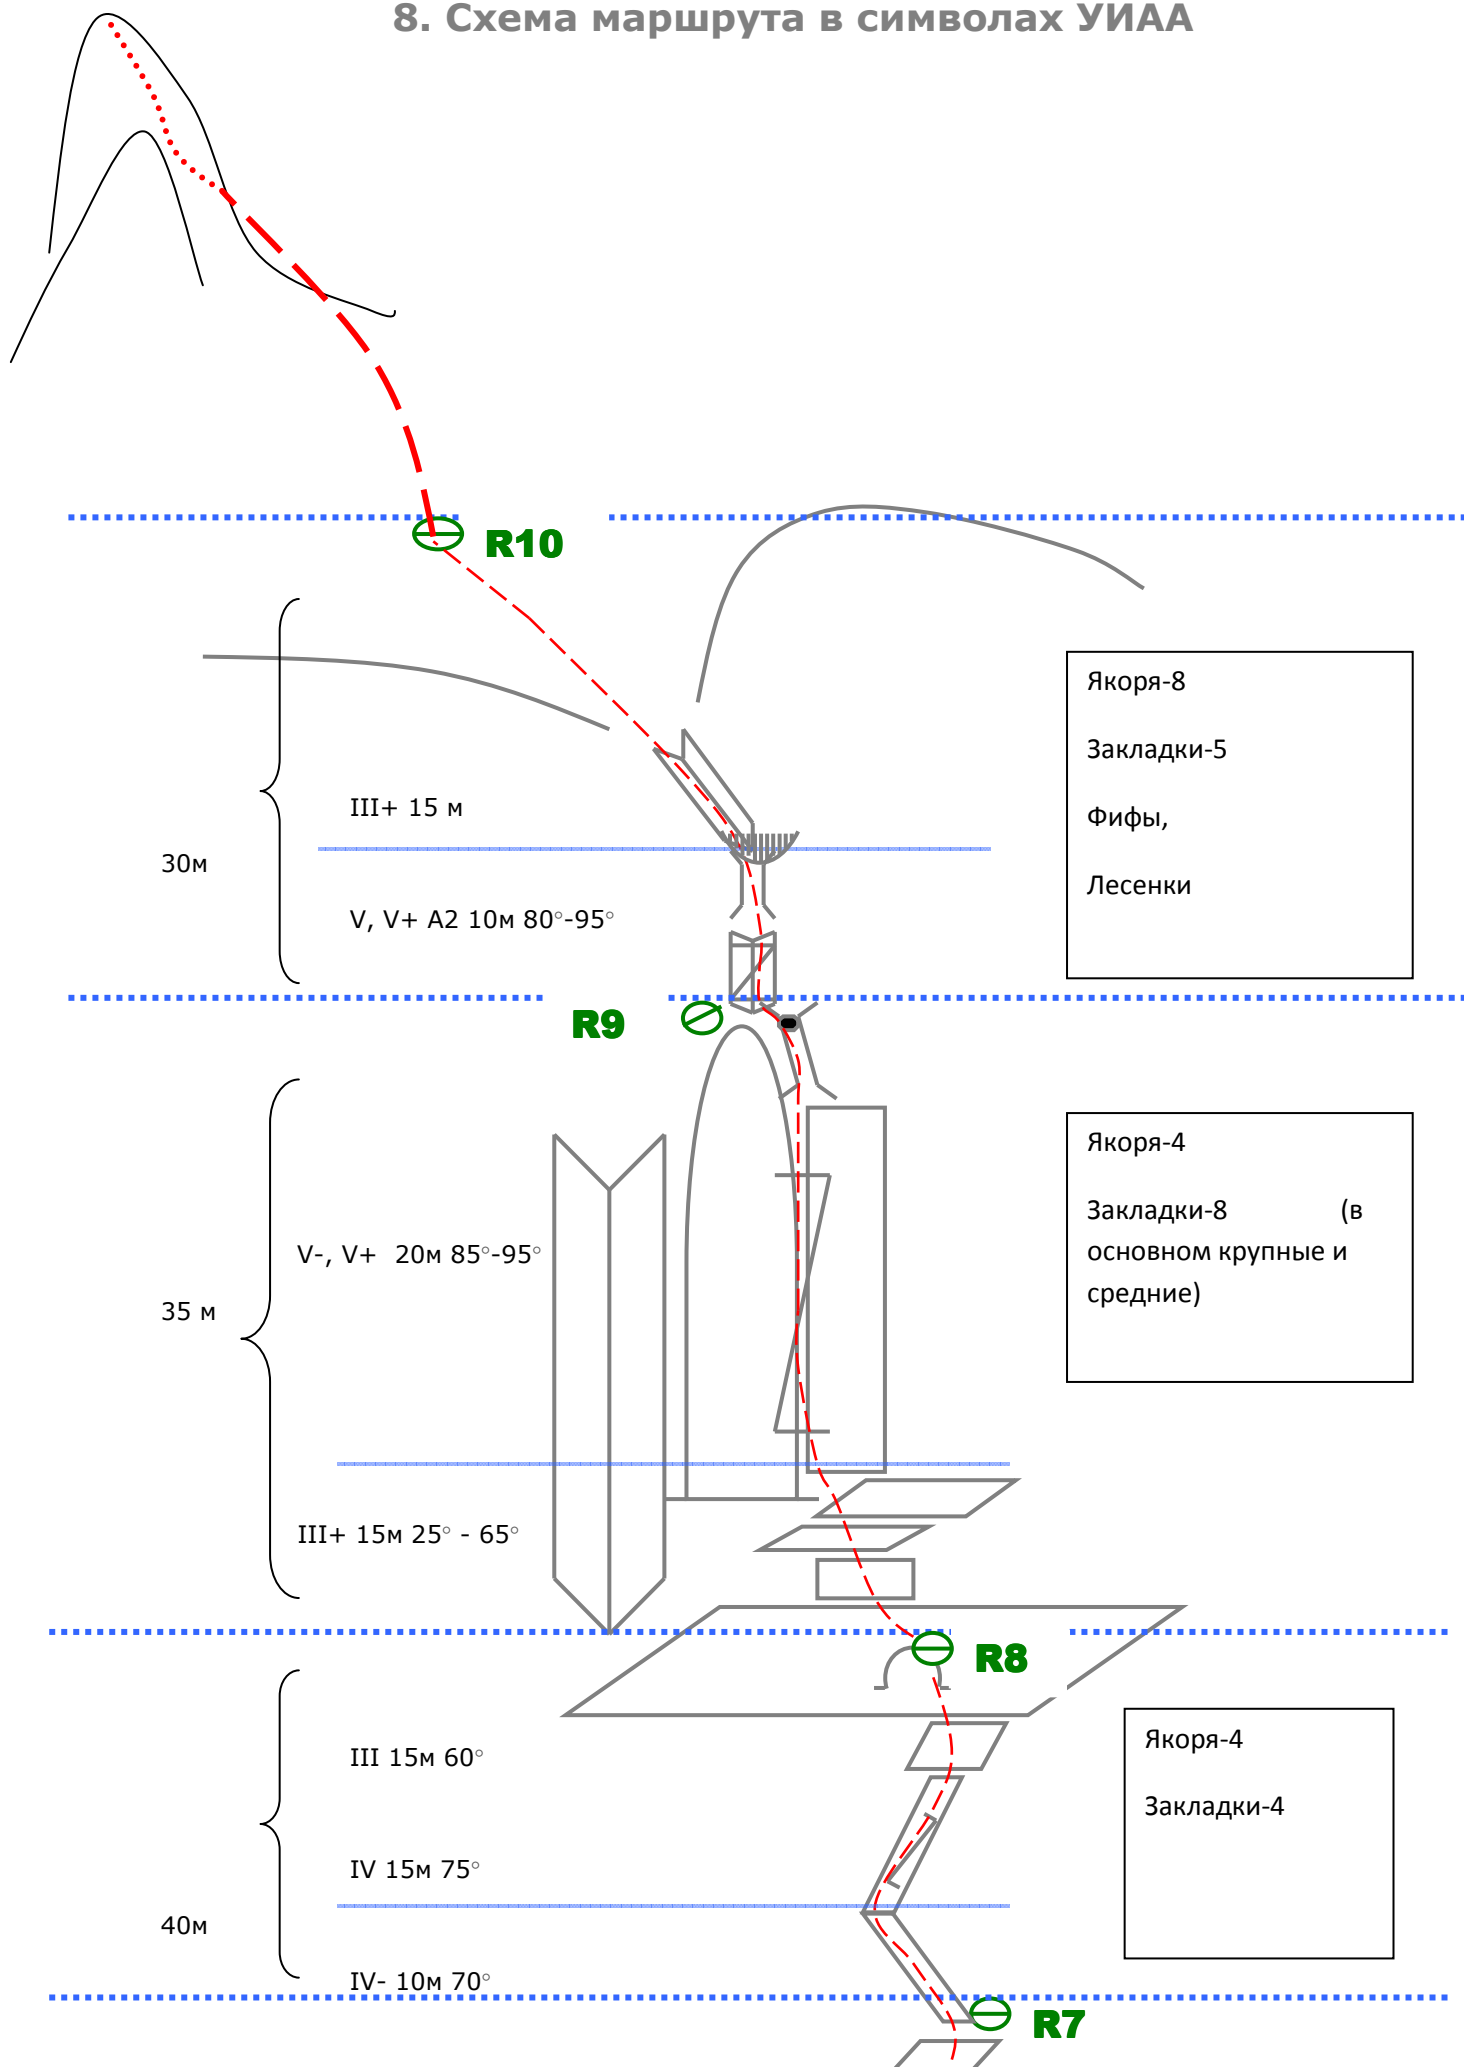 8. Схема маршрута в символах УИАА
R10
Якоря-8
Закладки-5
Фифы,
Лесенки
III+ 15 м
30м
V, V+ A2 10м 80°-95°
R9
Якоря-4
Закладки-8 (в
основном крупные и
средние)
V-, V+ 20м 85°-95°
35 м
III+ 15м 25° - 65°
R8
Якоря-4
Закладки-4
III 15м 60°
IV 15м 75°
40м
IV- 10м 70°
R7